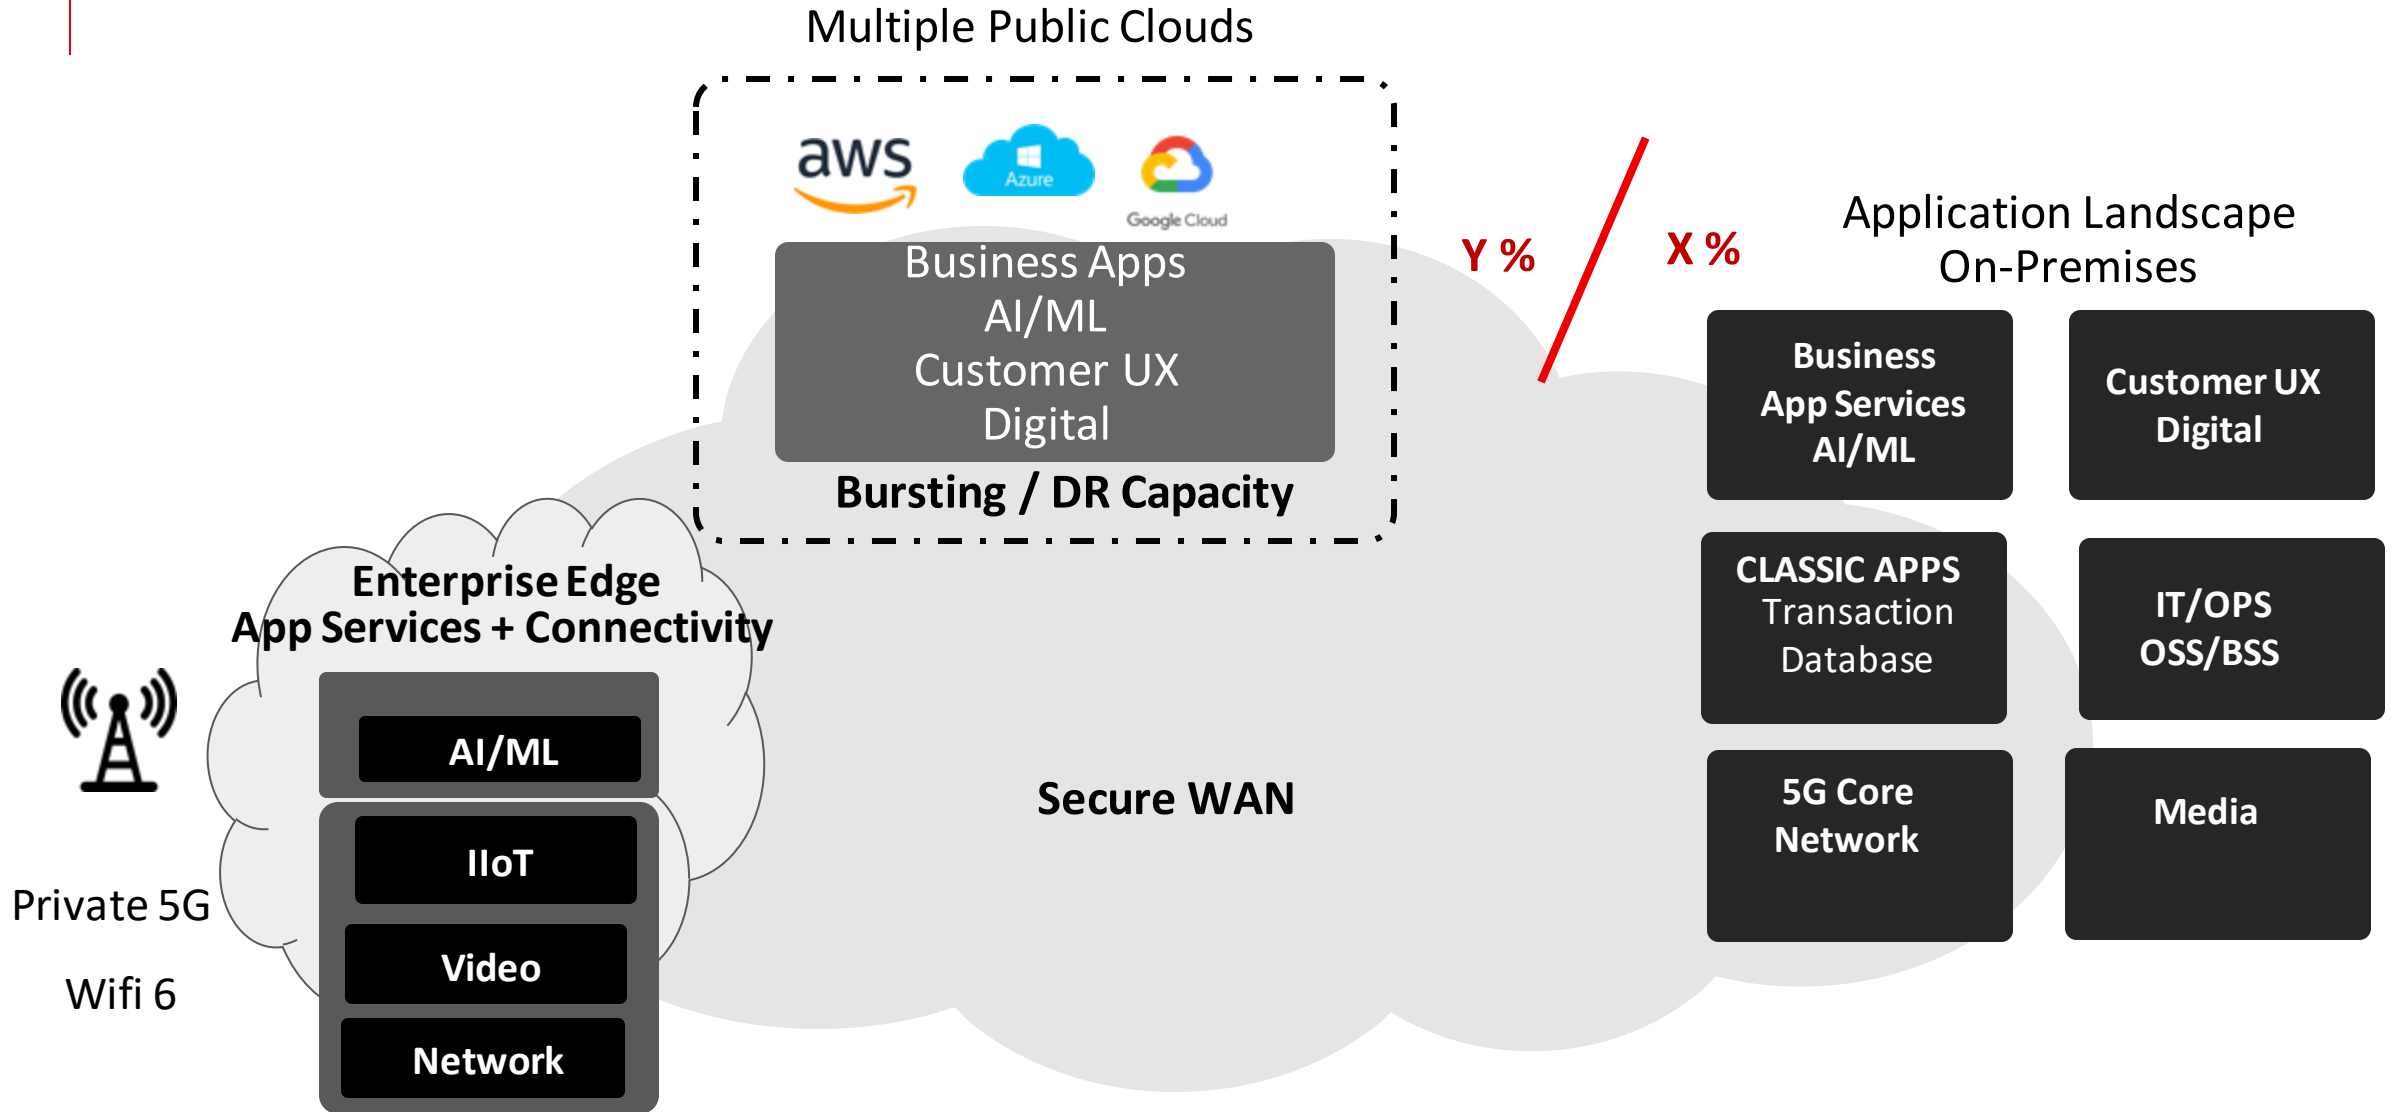 Multiple Public Clouds
aws
Azure
Google Cloud
Business Apps
AI/ML
Customer UX
Digital
Bursting / DR Capacity
Y %
X %
Application Landscape
On-Premises
Business
App Services
AI/ML
Customer UX
Digital
CLASSIC APPS
Transaction
Database
IT/OPS
OSS/BSS
5G Core
Network
Media
Secure WAN
Enterprise Edge
App Services + Connectivity
AI/ML
IIoT
Video
Network
Private 5G
Wifi 6